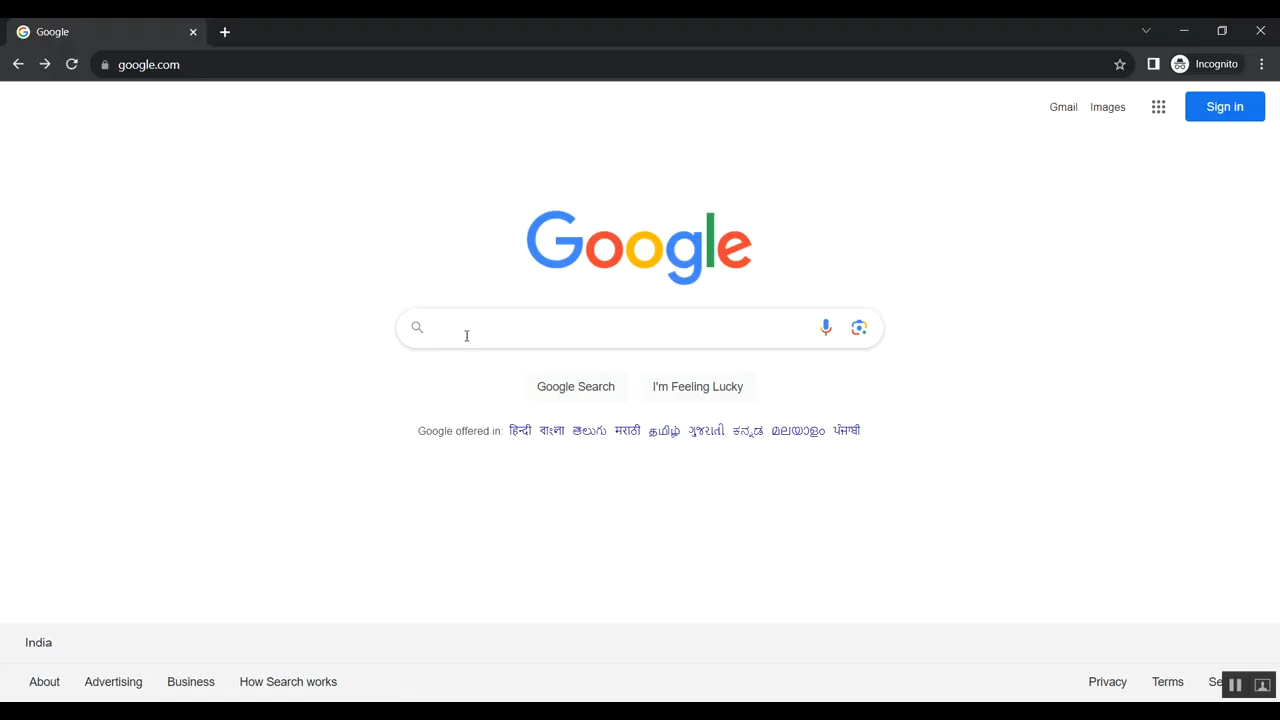 Google
google.com
Incognito
Gmail Images
Sign in
Google
Google Search I'm Feeling Lucky
Google offered in: हिन्दी বাংলা తెలుగు मराठी தமிழ் ગુજરાતી ಕನ್ನಡ മലയാളം ਪੰਜਾਬੀ
India
About Advertising Business How Search works Privacy Terms